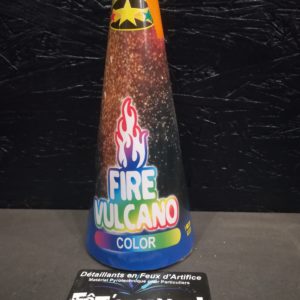 FIRE
VULCANO
COLOR
Détaillants en Feux d'Artifice
Matériel Pyrotechnique pour Particuliers